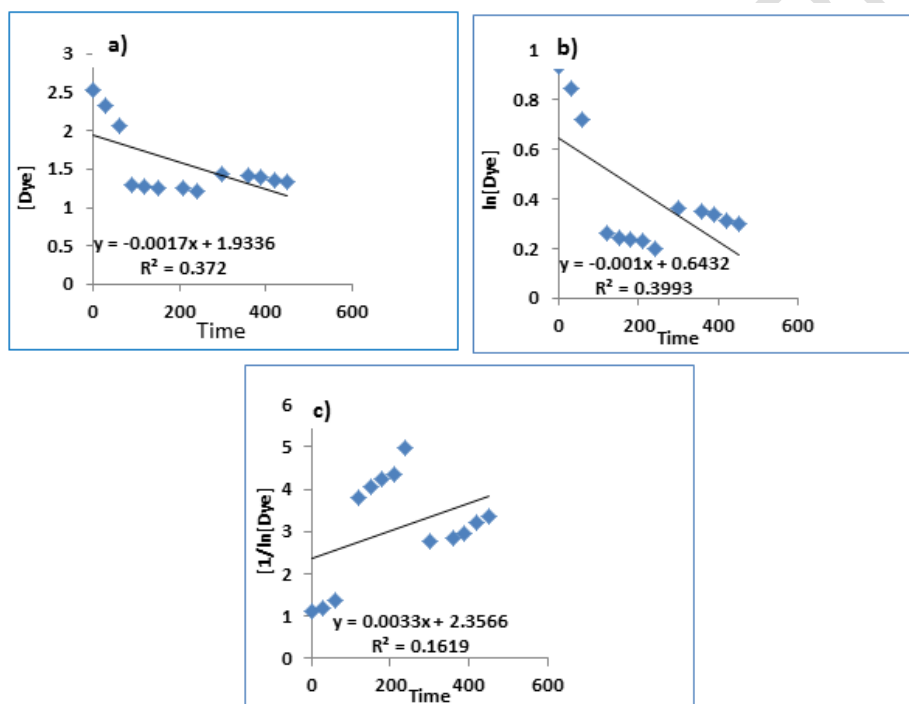 a)
3
2.5
2
1.5
1
0.5
0
[Dye]
y = -0.0017x + 1.9336
R² = 0.372
0 200 400 600
Time
b)
1
0.8
0.6
0.4
0.2
0
ln[Dye]
y = -0.001x + 0.6432
R² = 0.3993
0 200 400 600
Time
c)
6
5
4
3
2
1
0
[1/ln[Dye]
y = 0.0033x + 2.3566
R² = 0.1619
0 200 400 600
Time